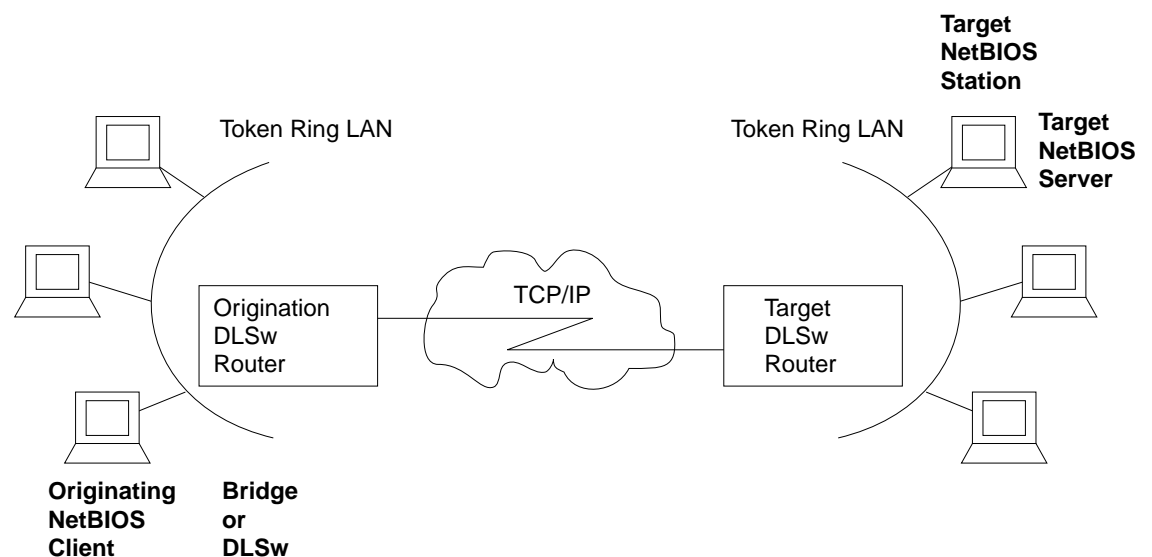 Target
NetBIOS
Station
Token Ring LAN
Token Ring LAN
Target
NetBIOS
Server
TCP/IP
Origination
DLSw
Router
Target
DLSw
Router
Originating
NetBIOS
Client
Bridge
or
DLSw